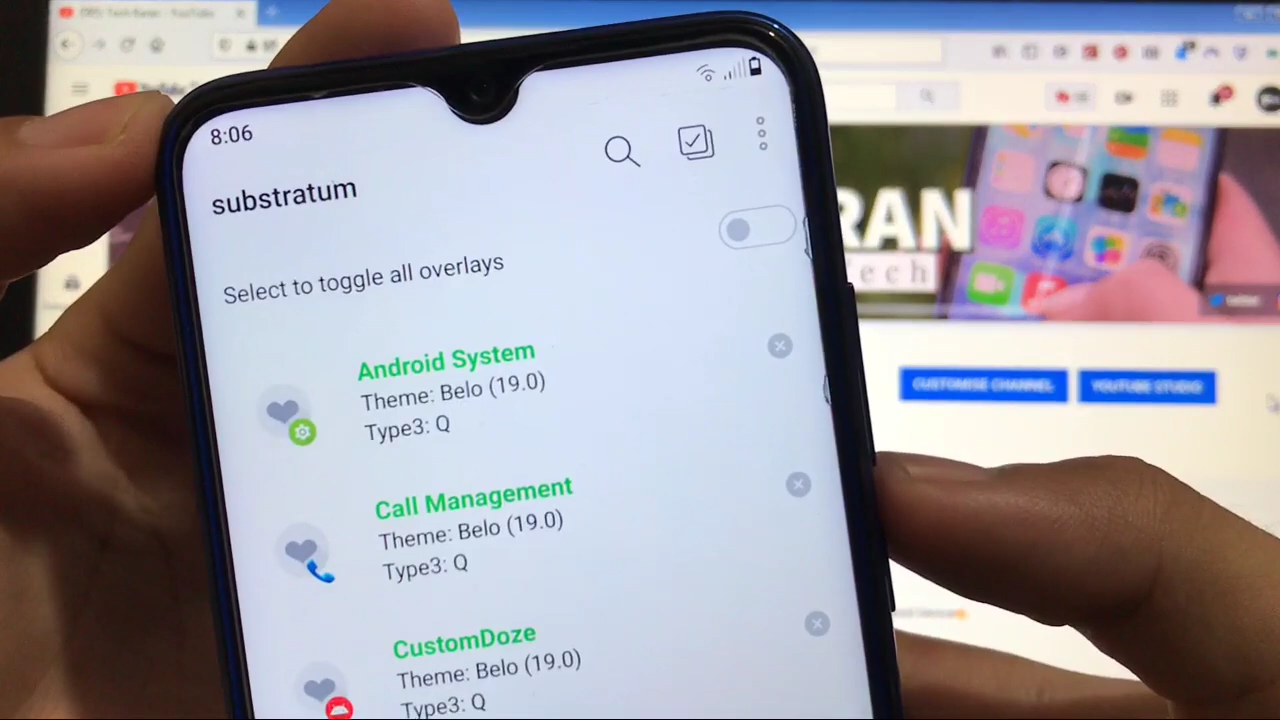 8:06
substratum
Select to toggle all overlays
Android System
Theme: Belo (19.0)
Type3: Q
Call Management
Theme: Belo (19.0)
Type3: Q
CustomDoze
Theme: Belo (19.0)
Type3: Q
RAN
Tech
CUSTOMISE CHANNEL
YOUTUBE STUDIO